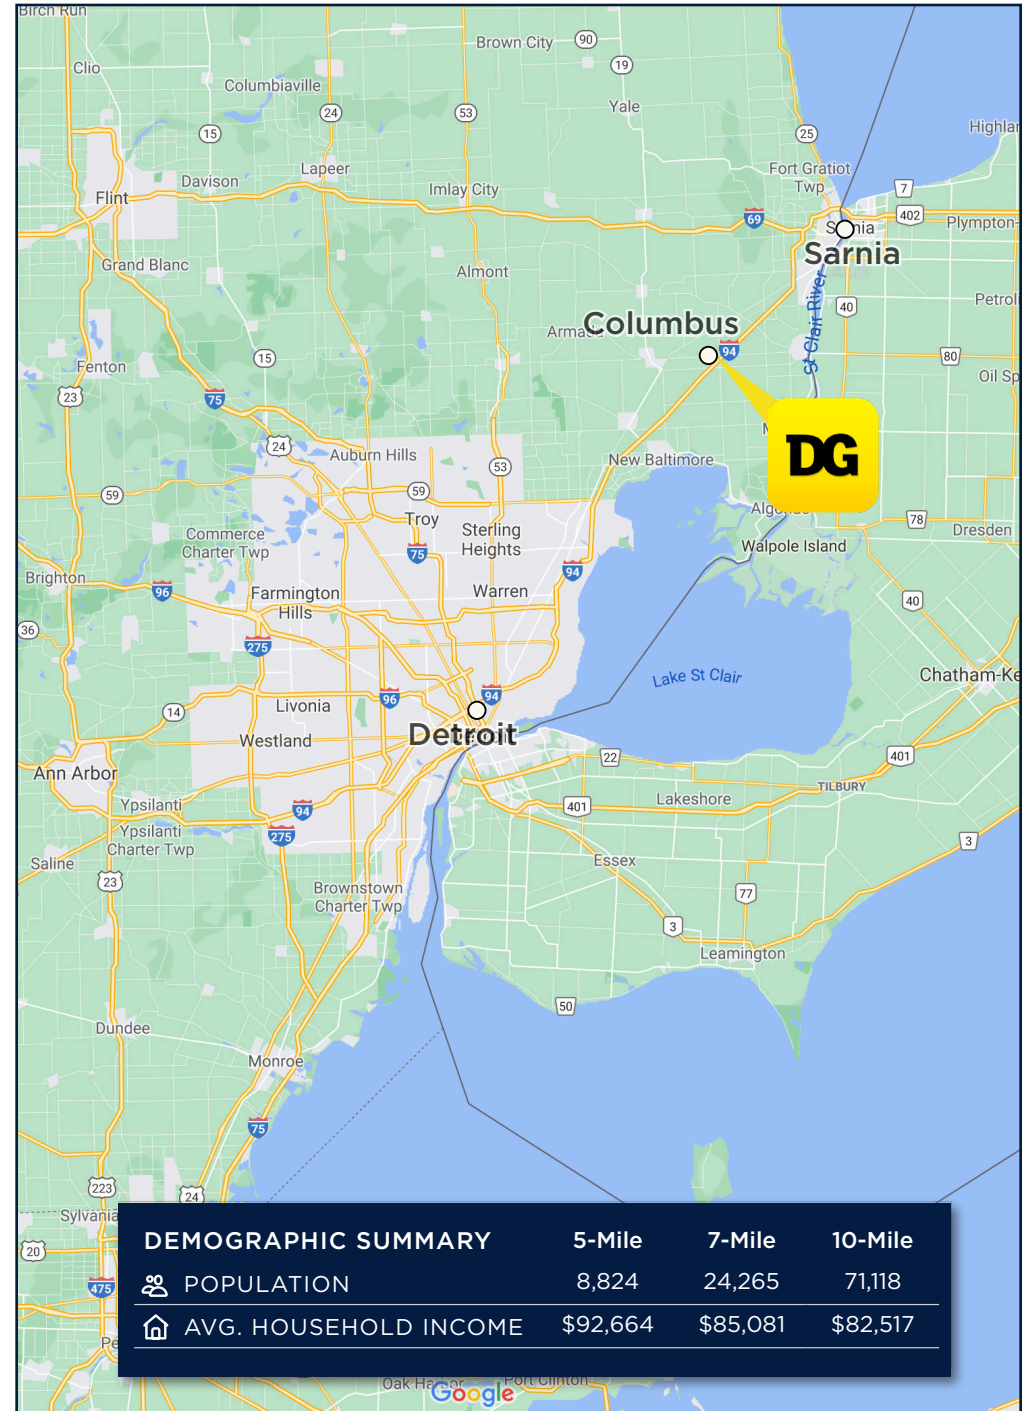 Birch Run
Brown City
90
Clio
19
Columbiaville
24
53
Yale
15
25
Highlan
Lapeer
Fort Gratiot
Twp
Davison
Imlay City
7
Flint
69
402
Plympton-
Sarnia
Grand Blanc
Almont
St Clair River
40
Petroli
Columbus
94
15
80
Fenton
Oil Sp
23
75
24
Auburn Hills
New Baltimore
DG
53
59
59
Troy
Sterling
Heights
78
Commerce
Charter Twp
75
Walpole Island
Dresden
94
Brighton
96
Farmington
Hills
Warren
40
36
275
Lake St Clair
Chatham-Ke
96
94
14
Livonia
Detroit
Westland
22
401
Ann Arbor
TILBURY
Ypsilanti
94
401
Lakeshore
Ypsilanti
Charter Twp
275
3
Saline
Essex
23
Brownstown
Charter Twp
77
3
Leamington
50
Dundee
Monroe
75
223
24
Sylvania
20
475
DEMOGRAPHIC SUMMARY 5-Mile 7-Mile 10-Mile
POPULATION 8,824 24,265 71,118
AVG. HOUSEHOLD INCOME $92,664 $85,081 $82,517
Port Clinton
Google